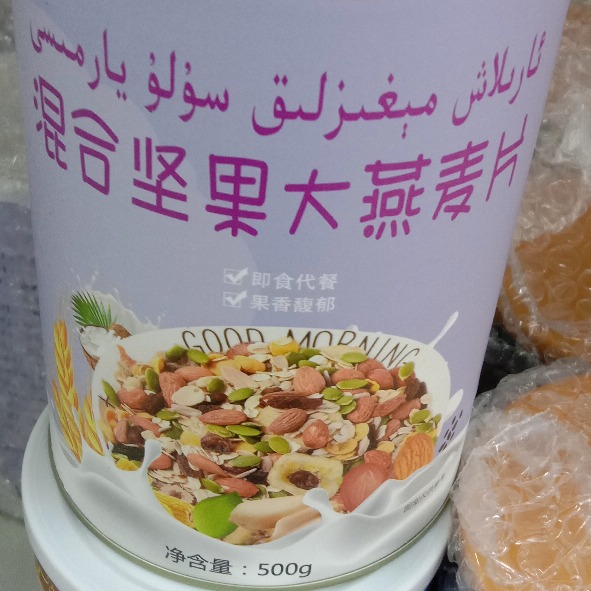 ئارىلاش مېغىزلىق سۇلۇ يارمىسى
混合坚果大燕麦片
即食代餐
果香馥郁
GOOD MORNING
净含量：500g